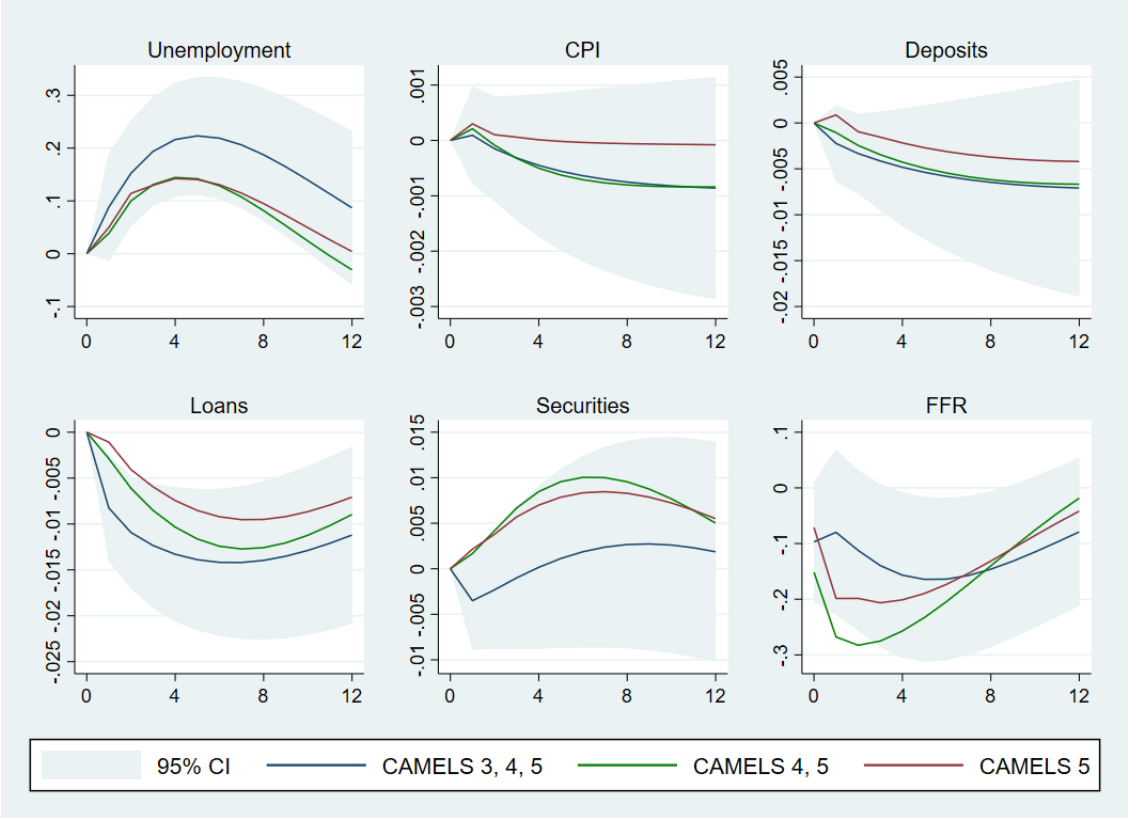 Unemployment
.3
.2
.1
0
-.1
0 4 8 12
CPI
.001
0
-.001
-.002
-.003
0 4 8 12
Deposits
.005
0
-.005
-.01
-.015
-.02
0 4 8 12
Loans
0
-.005
-.01
-.015
-.02
-.025
0 4 8 12
Securities
.015
.01
.005
0
-.005
-.01
0 4 8 12
FFR
.1
0
-.1
-.2
-.3
0 4 8 12
95% CI CAMELS 3, 4, 5 CAMELS 4, 5 CAMELS 5